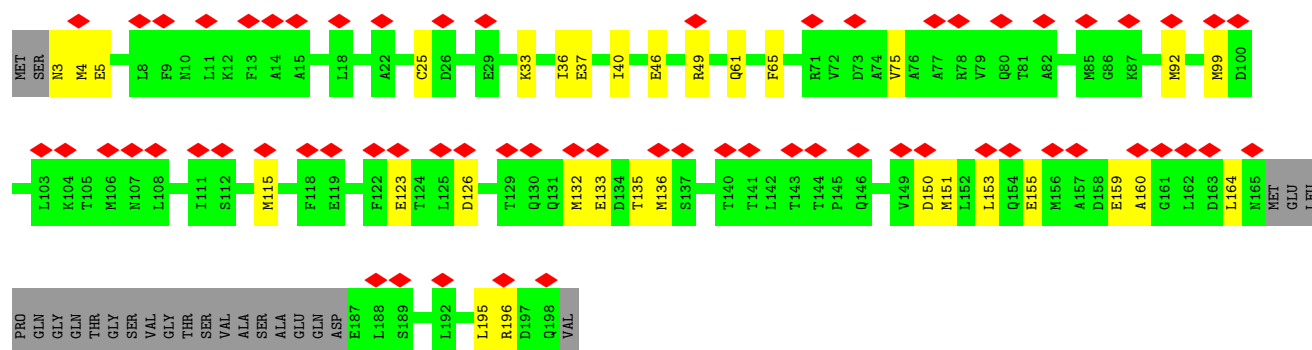 MET SER N3 M4 E5 L8 F9 N10 L11 K12 F13 A14 A15 L18 A22 C25 D26 E29 K33 I36 E37 I40 E46 R49 Q61 F65 R71 V72 D73 A74 V75 A76 A77 R78 V79 Q80 T81 A82 M85 G86 K87 M92 M99 D100
L103 K104 T105 M106 N107 L108 I111 S112 M115 F118 E119 F122 E123 T124 L125 D126 T129 Q130 Q131 M132 E133 D134 T135 M136 S137 T140 T141 L142 T143 T144 P145 Q146 V149 D150 M151 L152 L153 Q154 E155 M156 A157 D158 E159 A160 G161 L162 D163 L164 N165 MET GLU LEU
PRO GLN GLY GLN THR GLY SER VAL GLY THR SER VAL ALA SER ALA GLU GLN ASP E187 L188 S189 L192 L195 R196 D197 Q198 VAL